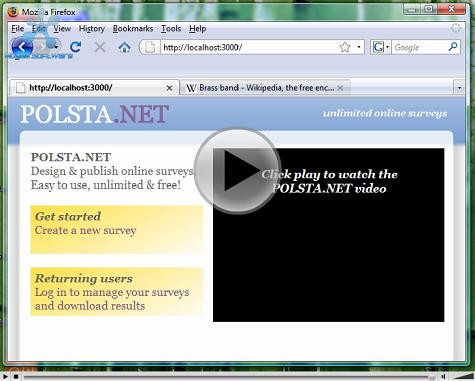 Mozilla Firefox
File Edit View History Bookmarks Tools Help
http://localhost:3000/
Google
http://localhost:3000/
Brass band - Wikipedia, the free enc...
POLSTA.NET
unlimited online surveys
POLSTA.NET
Design & publish online surveys.
Easy to use, unlimited & free!
Click play to watch the
POLSTA.NET video
Get started
Create a new survey
Returning users
Log in to manage your surveys
and download results